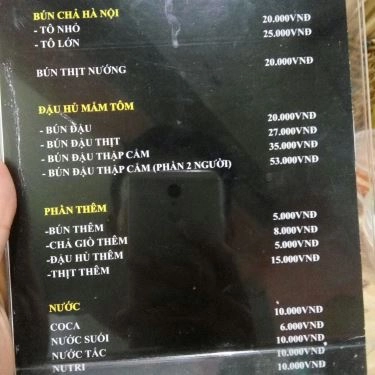 BÚN CHẢ HÀ NỘI
- TÔ NHỎ 20.000VNĐ
- TÔ LỚN 25.000VNĐ
BÚN THỊT NƯỚNG 20.000VNĐ
ĐẬU HỦ MẮM TÔM
- BÚN ĐẬU 20.000VNĐ
- BÚN ĐẬU THỊT 27.000VNĐ
- BÚN ĐẬU THẬP CẨM 35.000VNĐ
- BÚN ĐẬU THẬP CẨM (PHẦN 2 NGƯỜI) 53.000VNĐ
PHẦN THÊM
-BÚN THÊM 5.000VNĐ
-CHẢ GIÒ THÊM 8.000VNĐ
-ĐẬU HỦ THÊM 5.000VNĐ
-THỊT THÊM 15.000VNĐ
NƯỚC
COCA 10.000VNĐ
NƯỚC SUỐI 6.000VNĐ
NƯỚC TẮC 10.000VNĐ
NUTRI 10.000VNĐ
10.000VNĐ